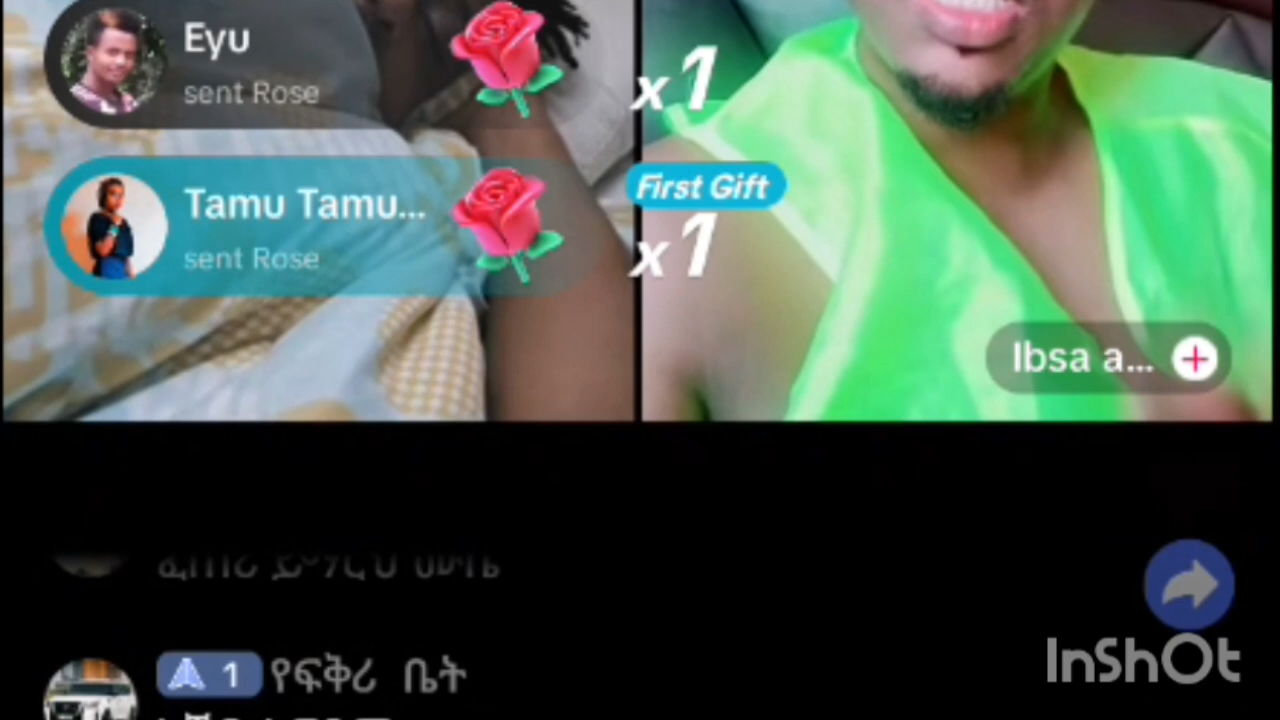 Eyu
sent Rose
x1
First Gift
Tamu Tamu...
sent Rose
x1
Ibsa a...
1 የፍቅሪ ቤት
InShOt